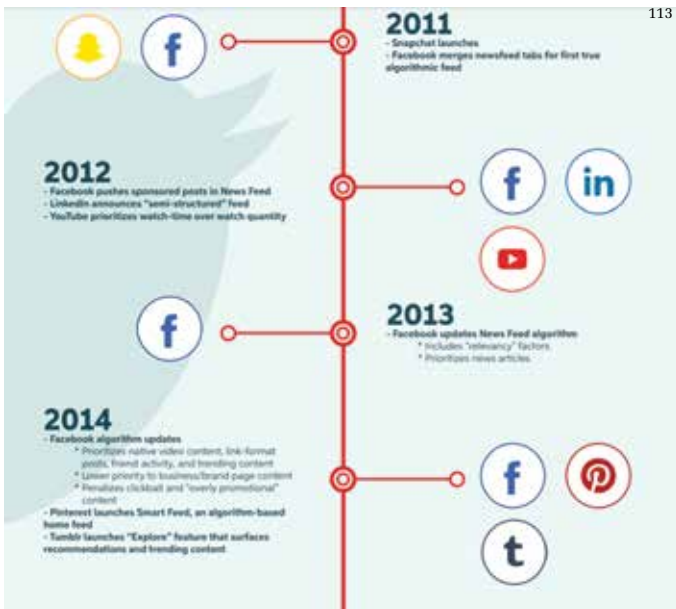 113
2011
- Snapchat launches
- Facebook merges newsfeed tabs for first true
algorithmic feed
2012
- Facebook pushes sponsored posts in News Feed
- LinkedIn announces "semi-structured" feed
- YouTube prioritizes watch-time over watch quantity
2013
- Facebook updates News Feed algorithm
* Includes "relevancy" factors
* Prioritizes news articles
2014
- Facebook algorithm updates
* Prioritizes native video content, link-format
posts, friend activity, and trending content
* Lower priority to business/brand page content
* Penalizes clickbait and "overly promotional"
content
- Pinterest launches Smart Feed, an algorithm-based
home feed
- Tumblr launches "Explore" feature that surfaces
recommendations and trending content